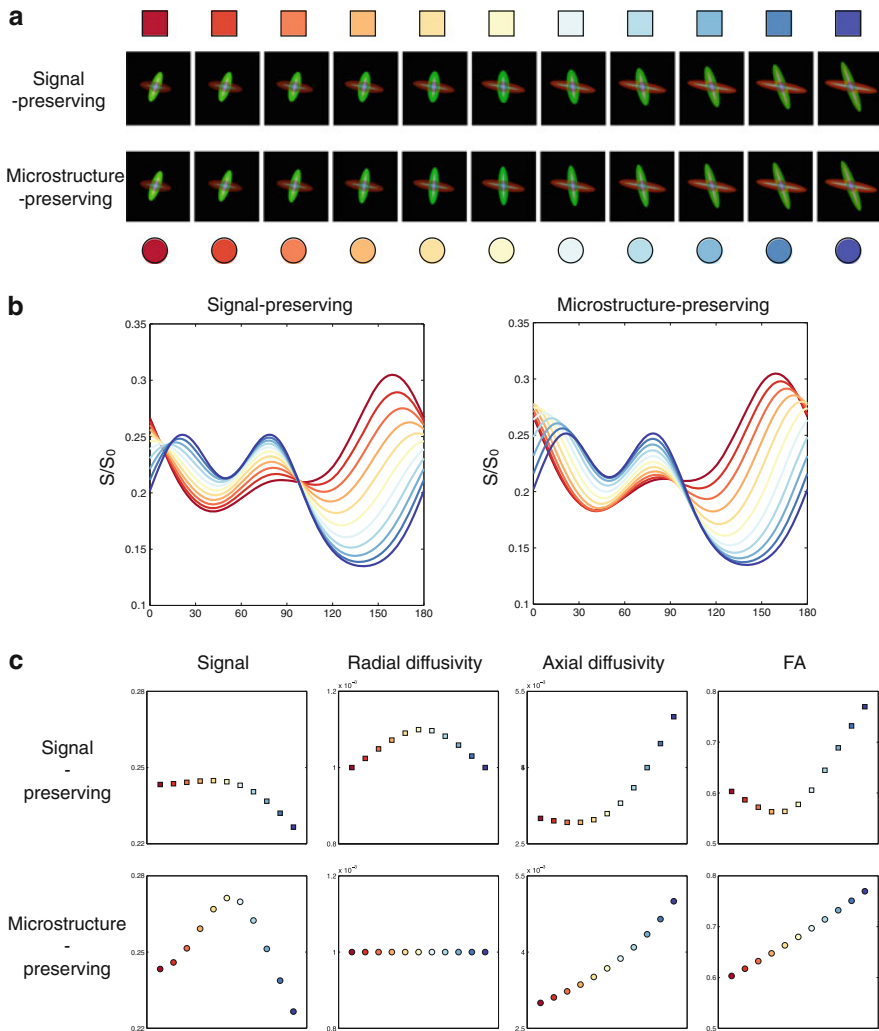 a
Signal
-preserving
Microstructure
-preserving
b
Signal-preserving
Microstructure-preserving
0.35
0.3
0.25
0.2
0.15
0.1
S/S0
0 30 60 90 120 150 180
0.35
0.3
0.25
0.2
0.15
0.1
S/S0
0 30 60 90 120 150 180
c
Signal
Radial diffusivity
Axial diffusivity
FA
Signal
-
preserving
0.28
0.25
0.22
1.2
1
0.8
5.5
2.5
0.8
0.7
0.6
0.5
Microstructure
-
preserving
0.28
0.25
0.22
1.2
1
0.8
5.5
4
2.5
0.8
0.7
0.6
0.5